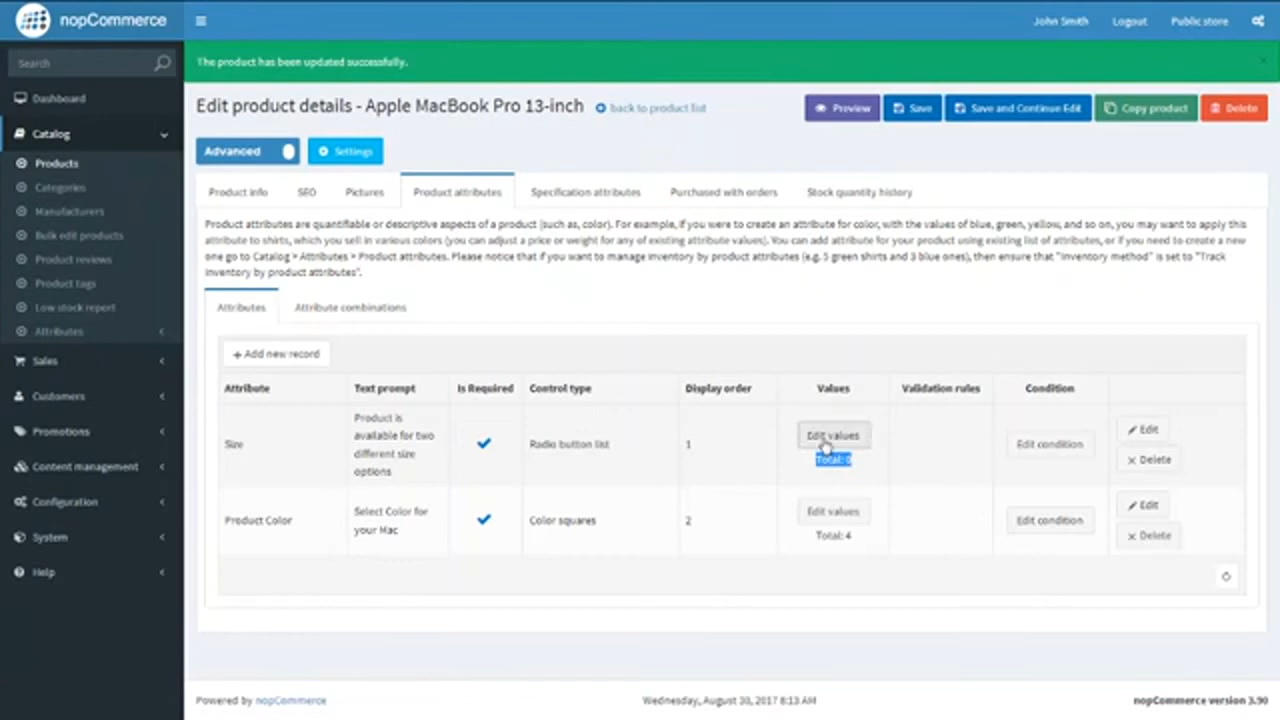 nopCommerce
John Smith
Logout
Public store
Search
The product has been updated successfully.
Edit product details - Apple MacBook Pro 13-inch
back to product list
Preview
Save
Save and Continue Edit
Copy product
Delete
Dashboard
Catalog
Products
Categories
Manufacturers
Bulk edit products
Product reviews
Product tags
Low stock report
Attributes
Sales
Customers
Promotions
Content management
Configuration
System
Help
Advanced
Settings
Product info
SEO
Pictures
Product attributes
Specification attributes
Purchased with orders
Stock quantity history
Product attributes are quantifiable or descriptive aspects of a product (such as, color). For example, if you were to create an attribute for color, with the values of blue, green, yellow, and so on, you may want to apply this
attribute to shirts, which you sell in various colors (you can adjust a price or weight for any of existing attribute values). You can add attribute for your product using existing list of attributes, or if you need to create a new
one go to Catalog > Attributes > Product attributes. Please notice that if you want to manage inventory by product attributes (e.g. 5 green shirts and 3 blue ones), then ensure that "Inventory method" is set to "Track
inventory by product attributes".
Attributes
Attribute combinations
+ Add new record
Attribute
Text prompt
Is Required
Control type
Display order
Values
Validation rules
Condition
Size
Product is
available for two
different size
options
Radio button list
1
Edit values
Total: 0
Edit condition
Edit
Delete
Product Color
Select Color for
your Mac
Color squares
2
Edit values
Total: 4
Edit condition
Edit
Delete
Powered by nopCommerce
Wednesday, August 30, 2017 8:13 AM
nopCommerce version 3.90